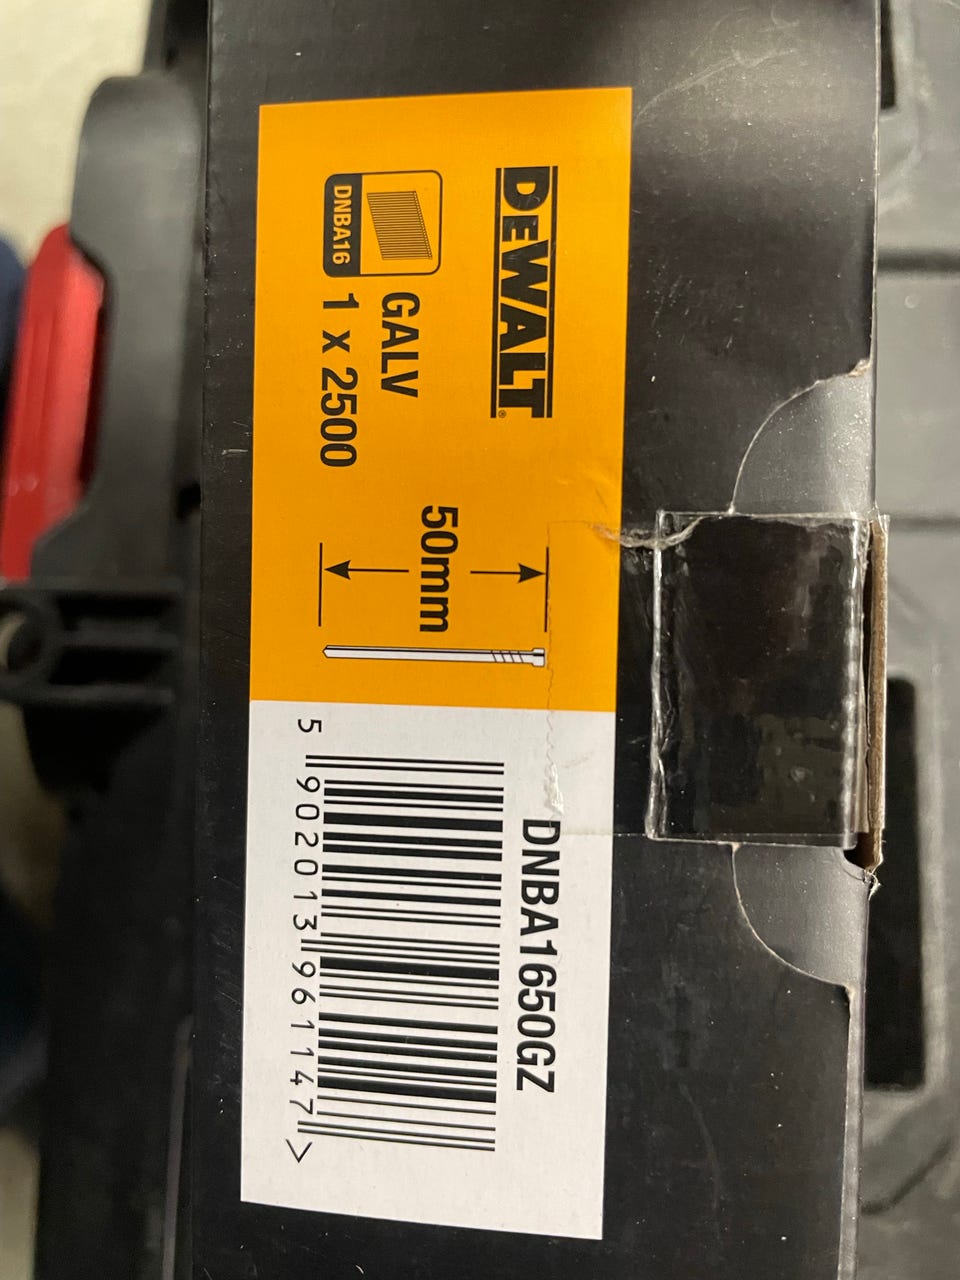 DEWALT®
DNBA16
GALV
1 x 2500
50mm
DNBA1650GZ
5 902013 961147 >